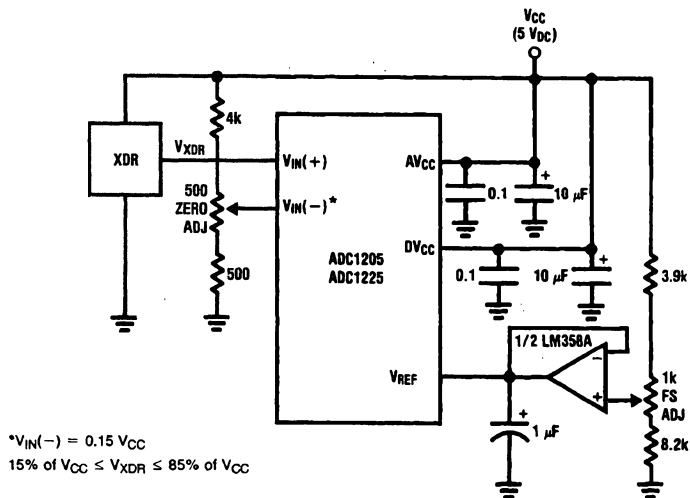 VCC
(5 VDC)
4k
XDR
VXDR
VIN(+)
AVCC
0.1
10 µF
+
500
ZERO
ADJ
VIN(−)*
500
ADC1205
ADC1225
DVCC
0.1
10 µF
+
3.9k
1/2 LM358A
−
+
VREF
1k
FS
ADJ
+
1 µF
8.2k
*VIN(−) = 0.15 VCC
15% of VCC ≤ VXDR ≤ 85% of VCC